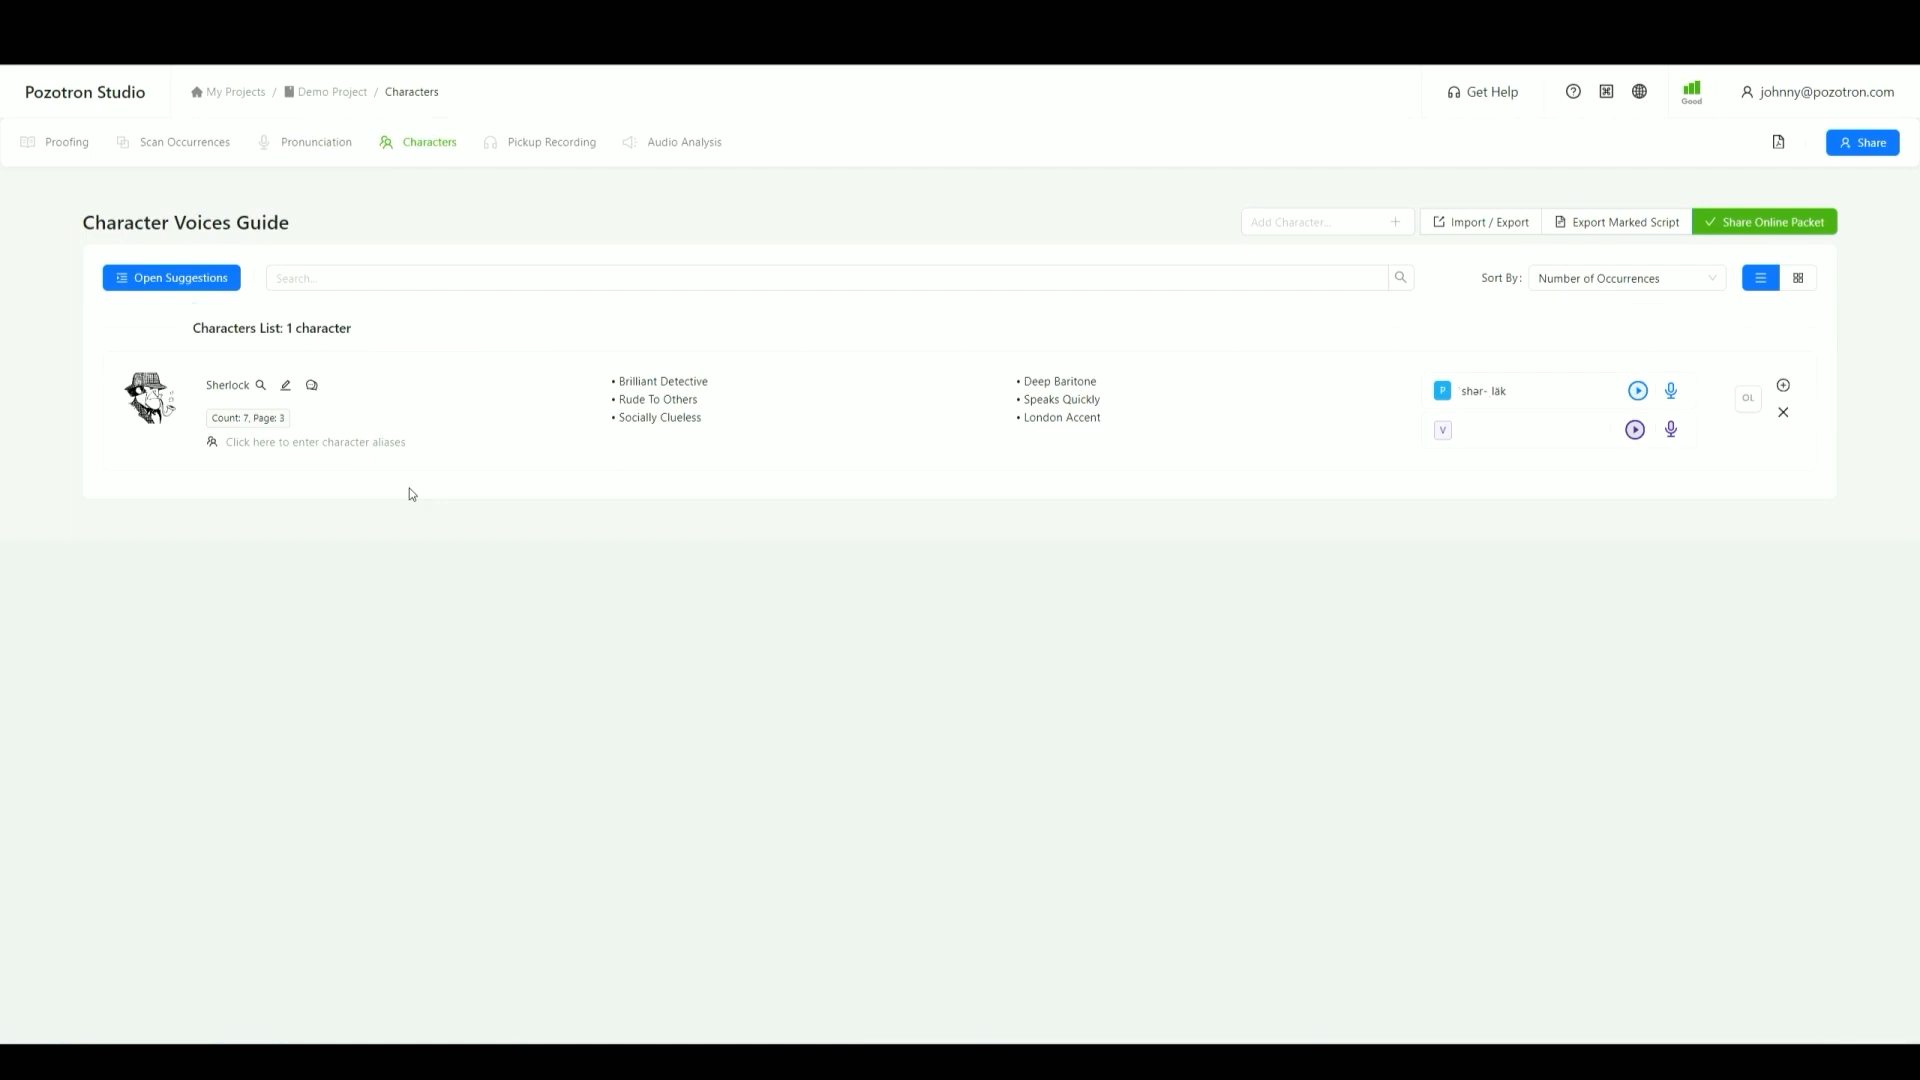 Pozotron Studio
My Projects / Demo Project / Characters
Get Help
Good
johnny@pozotron.com
Proofing
Scan Occurrences
Pronunciation
Characters
Pickup Recording
Audio Analysis
Share
Character Voices Guide
Add Character...
Import / Export
Export Marked Script
Share Online Packet
Open Suggestions
Search...
Sort By:
Number of Occurrences
Characters List: 1 character
Sherlock
Count: 7, Page: 3
Click here to enter character aliases
• Brilliant Detective
• Rude To Others
• Socially Clueless
• Deep Baritone
• Speaks Quickly
• London Accent
P
ˈshər-ˌläk
V
OL